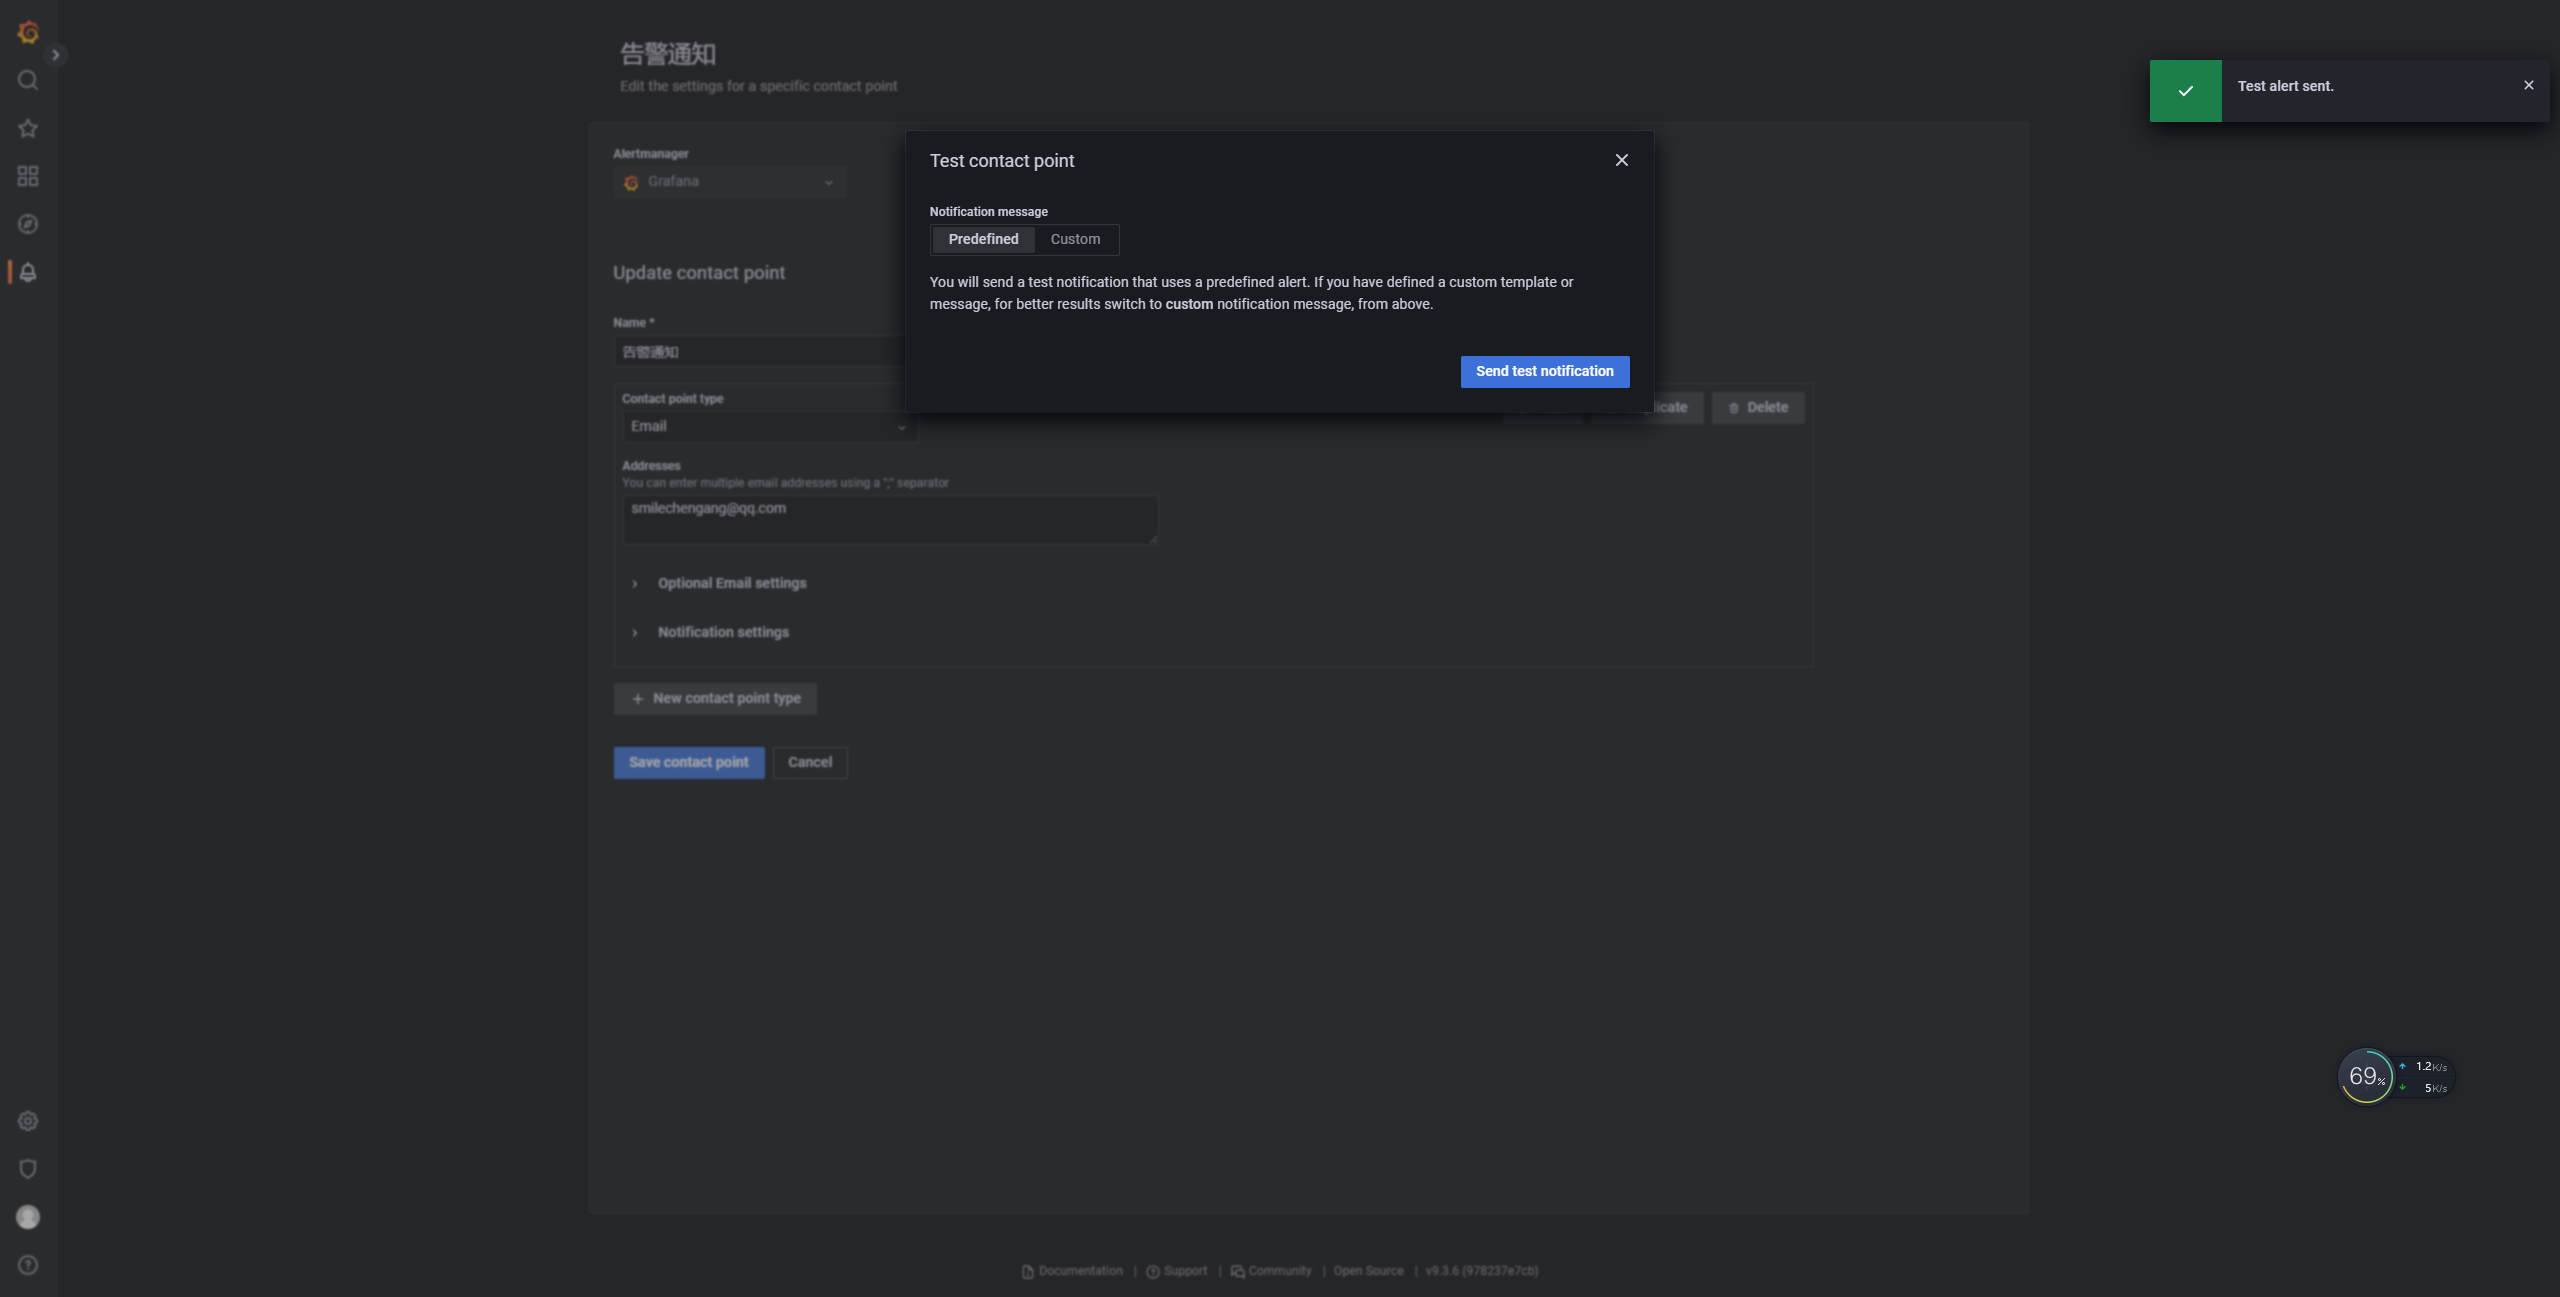 告警通知
Edit the settings for a specific contact point
Test alert sent.
Alertmanager
Grafana
Test contact point
Notification message
Predefined
Custom
You will send a test notification that uses a predefined alert. If you have defined a custom template or
message, for better results switch to custom notification message, from above.
Send test notification
Update contact point
Name *
告警通知
Contact point type
Email
icate
Delete
Addresses
You can enter multiple email addresses using a ";" separator
smilechengang@qq.com
Optional Email settings
Notification settings
New contact point type
Save contact point
Cancel
69%
1.2K/s
5K/s
Documentation | Support | Community | Open Source | v9.3.6 (978237e7cb)